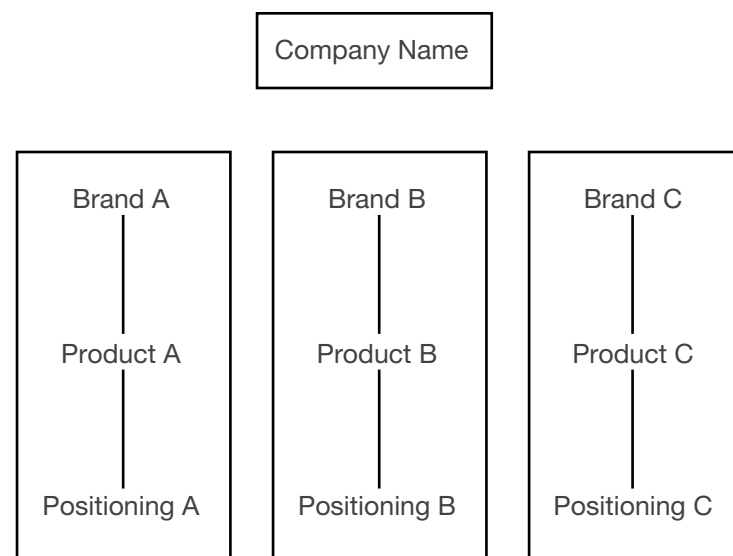 Company Name
Brand A
Brand B
Brand C
Product A
Product B
Product C
Positioning A
Positioning B
Positioning C